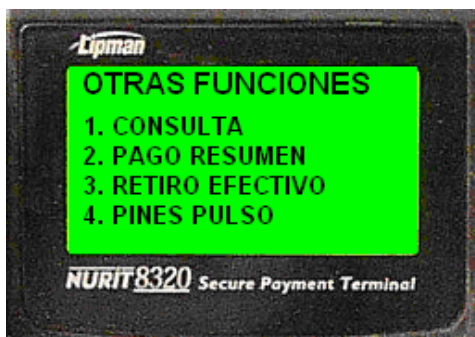 Lipman
OTRAS FUNCIONES
1. CONSULTA
2. PAGO RESUMEN
3. RETIRO EFECTIVO
4. PINES PULSO
NURIT 8320 Secure Payment Terminal